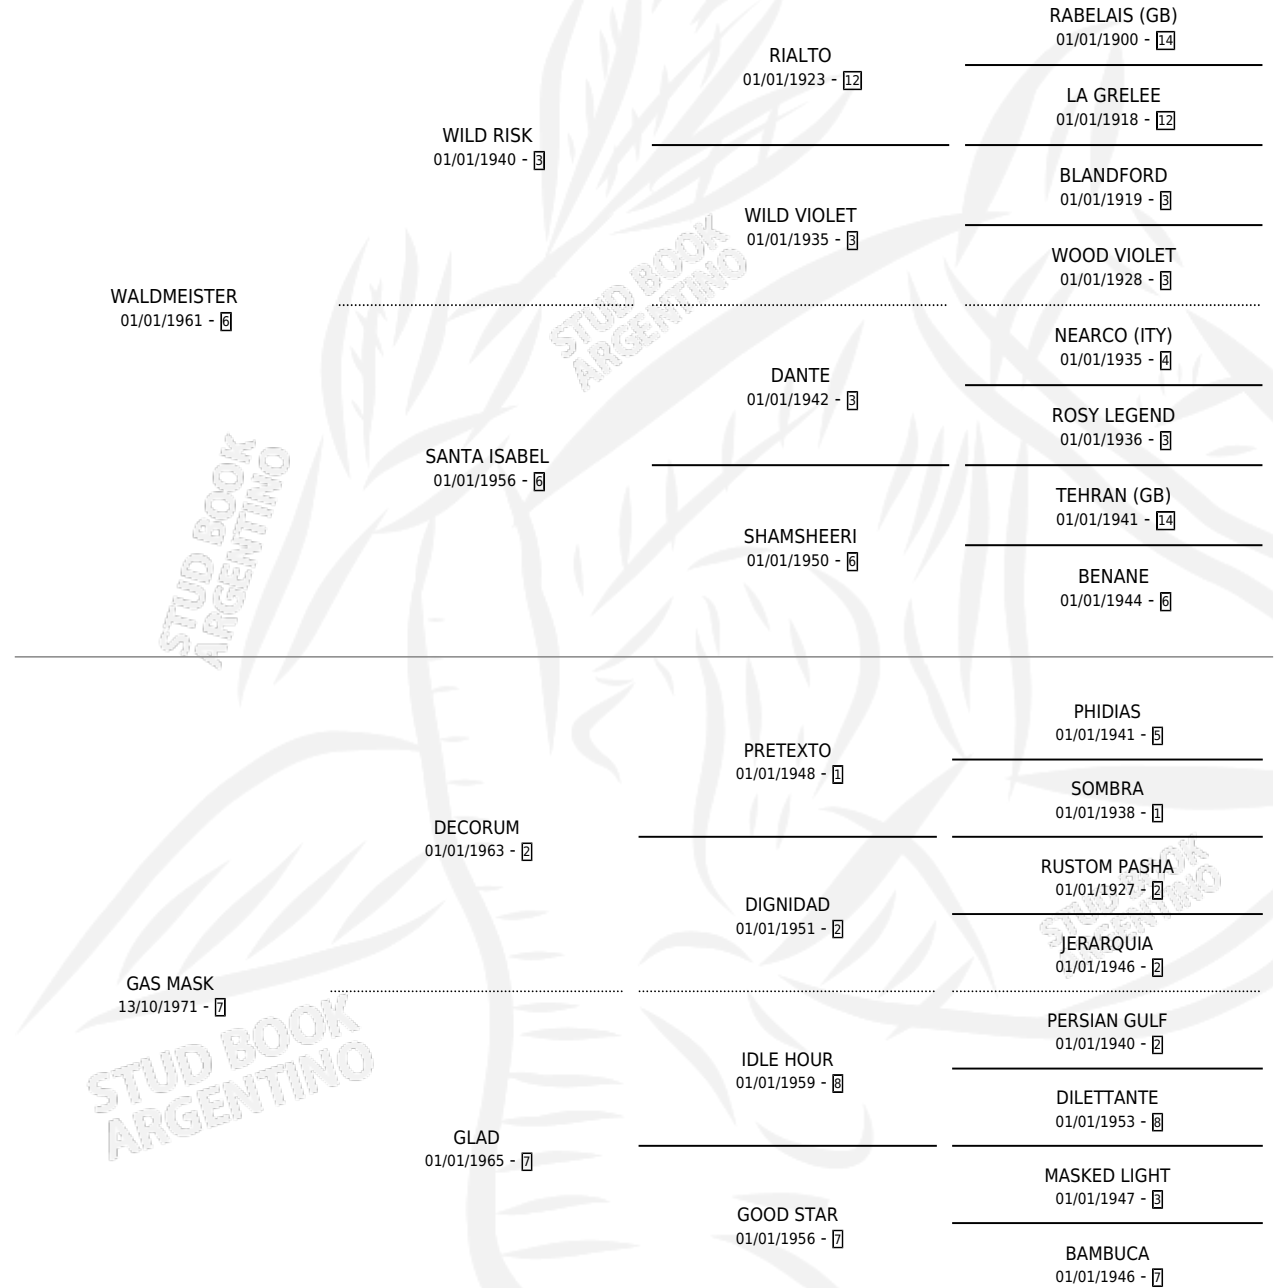 RABELAIS (GB)
01/01/1900 - 14
RIALTO
01/01/1923 - 12
LA GRELEE
01/01/1918 - 12
WILD RISK
01/01/1940 - 3
BLANDFORD
01/01/1919 - 3
WILD VIOLET
01/01/1935 - 3
WOOD VIOLET
01/01/1928 - 3
WALDMEISTER
01/01/1961 - 6
NEARCO (ITY)
01/01/1935 - 4
DANTE
01/01/1942 - 3
ROSY LEGEND
01/01/1936 - 3
SANTA ISABEL
01/01/1956 - 6
TEHRAN (GB)
01/01/1941 - 14
SHAMSHEERI
01/01/1950 - 6
BENANE
01/01/1944 - 6
PHIDIAS
01/01/1941 - 5
PRETEXTO
01/01/1948 - 1
SOMBRA
01/01/1938 - 1
DECORUM
01/01/1963 - 2
RUSTOM PASHA
01/01/1927 - 2
DIGNIDAD
01/01/1951 - 2
JERARQUIA
01/01/1946 - 2
GAS MASK
13/10/1971 - 7
PERSIAN GULF
01/01/1940 - 2
IDLE HOUR
01/01/1959 - 8
DILETTANTE
01/01/1953 - 8
GLAD
01/01/1965 - 7
MASKED LIGHT
01/01/1947 - 3
GOOD STAR
01/01/1956 - 7
BAMBUCA
01/01/1946 - 7
STUD BOOK
ARGENTINO
STUD BOOK
ARGENTINO
STUD BOOK
ARGENTINO
STUD BOOK
ARGENTINO